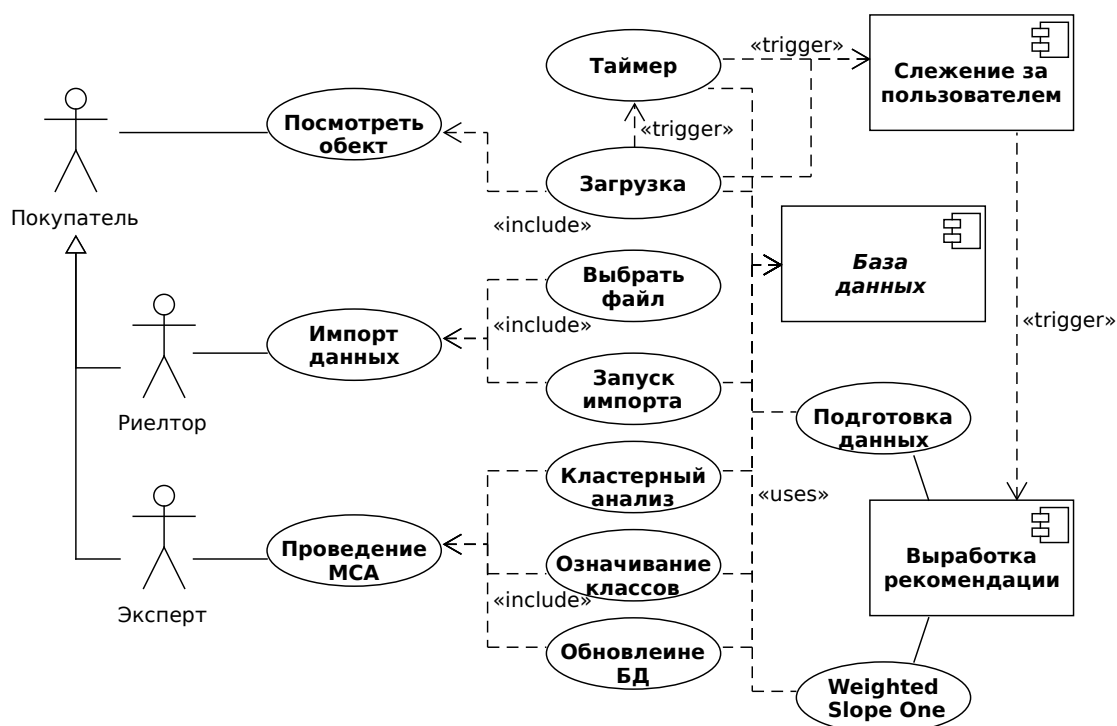 «trigger»
Таймер
Слежение за
пользователем
Посмотреть
обект
«trigger»
Загрузка
Покупатель
«include»
База
данных
Выбрать
файл
«include»
«trigger»
Импорт
данных
Запуск
импорта
Риелтор
Подготовка
данных
Кластерный
анализ
«uses»
Проведение
МСА
Означивание
классов
Выработка
рекомендации
«include»
Эксперт
Обновлеине
БД
Weighted
Slope One